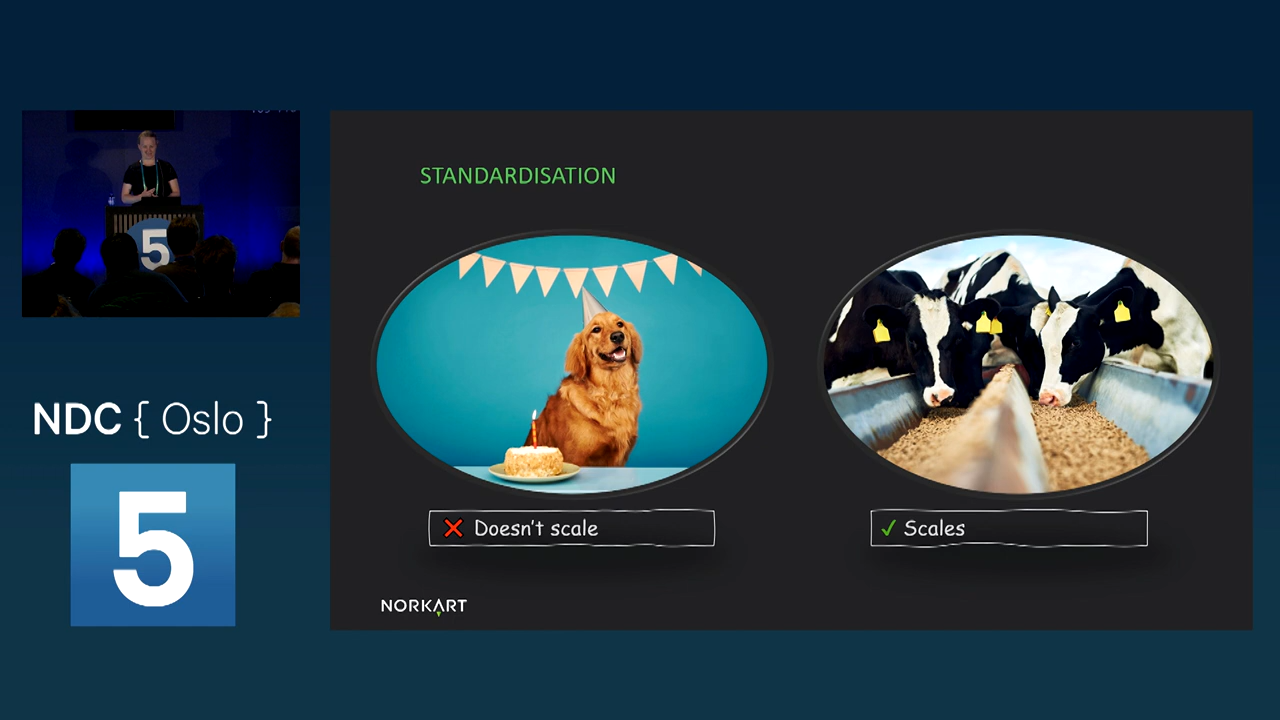 5
NDC { Oslo }
5
STANDARDISATION
Doesn't scale
Scales
NORKART